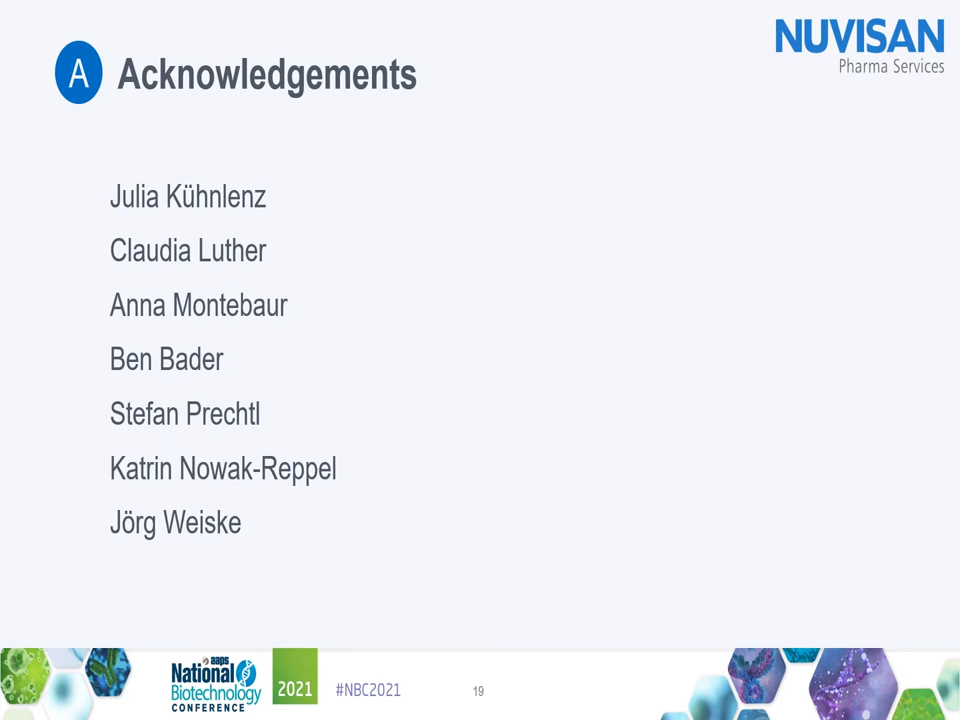 A Acknowledgements
NUVISAN
Pharma Services
Julia Kühnlenz
Claudia Luther
Anna Montebaur
Ben Bader
Stefan Prechtl
Katrin Nowak-Reppel
Jörg Weiske
aaps
National
Biotechnology
CONFERENCE
2021
#NBC2021
19